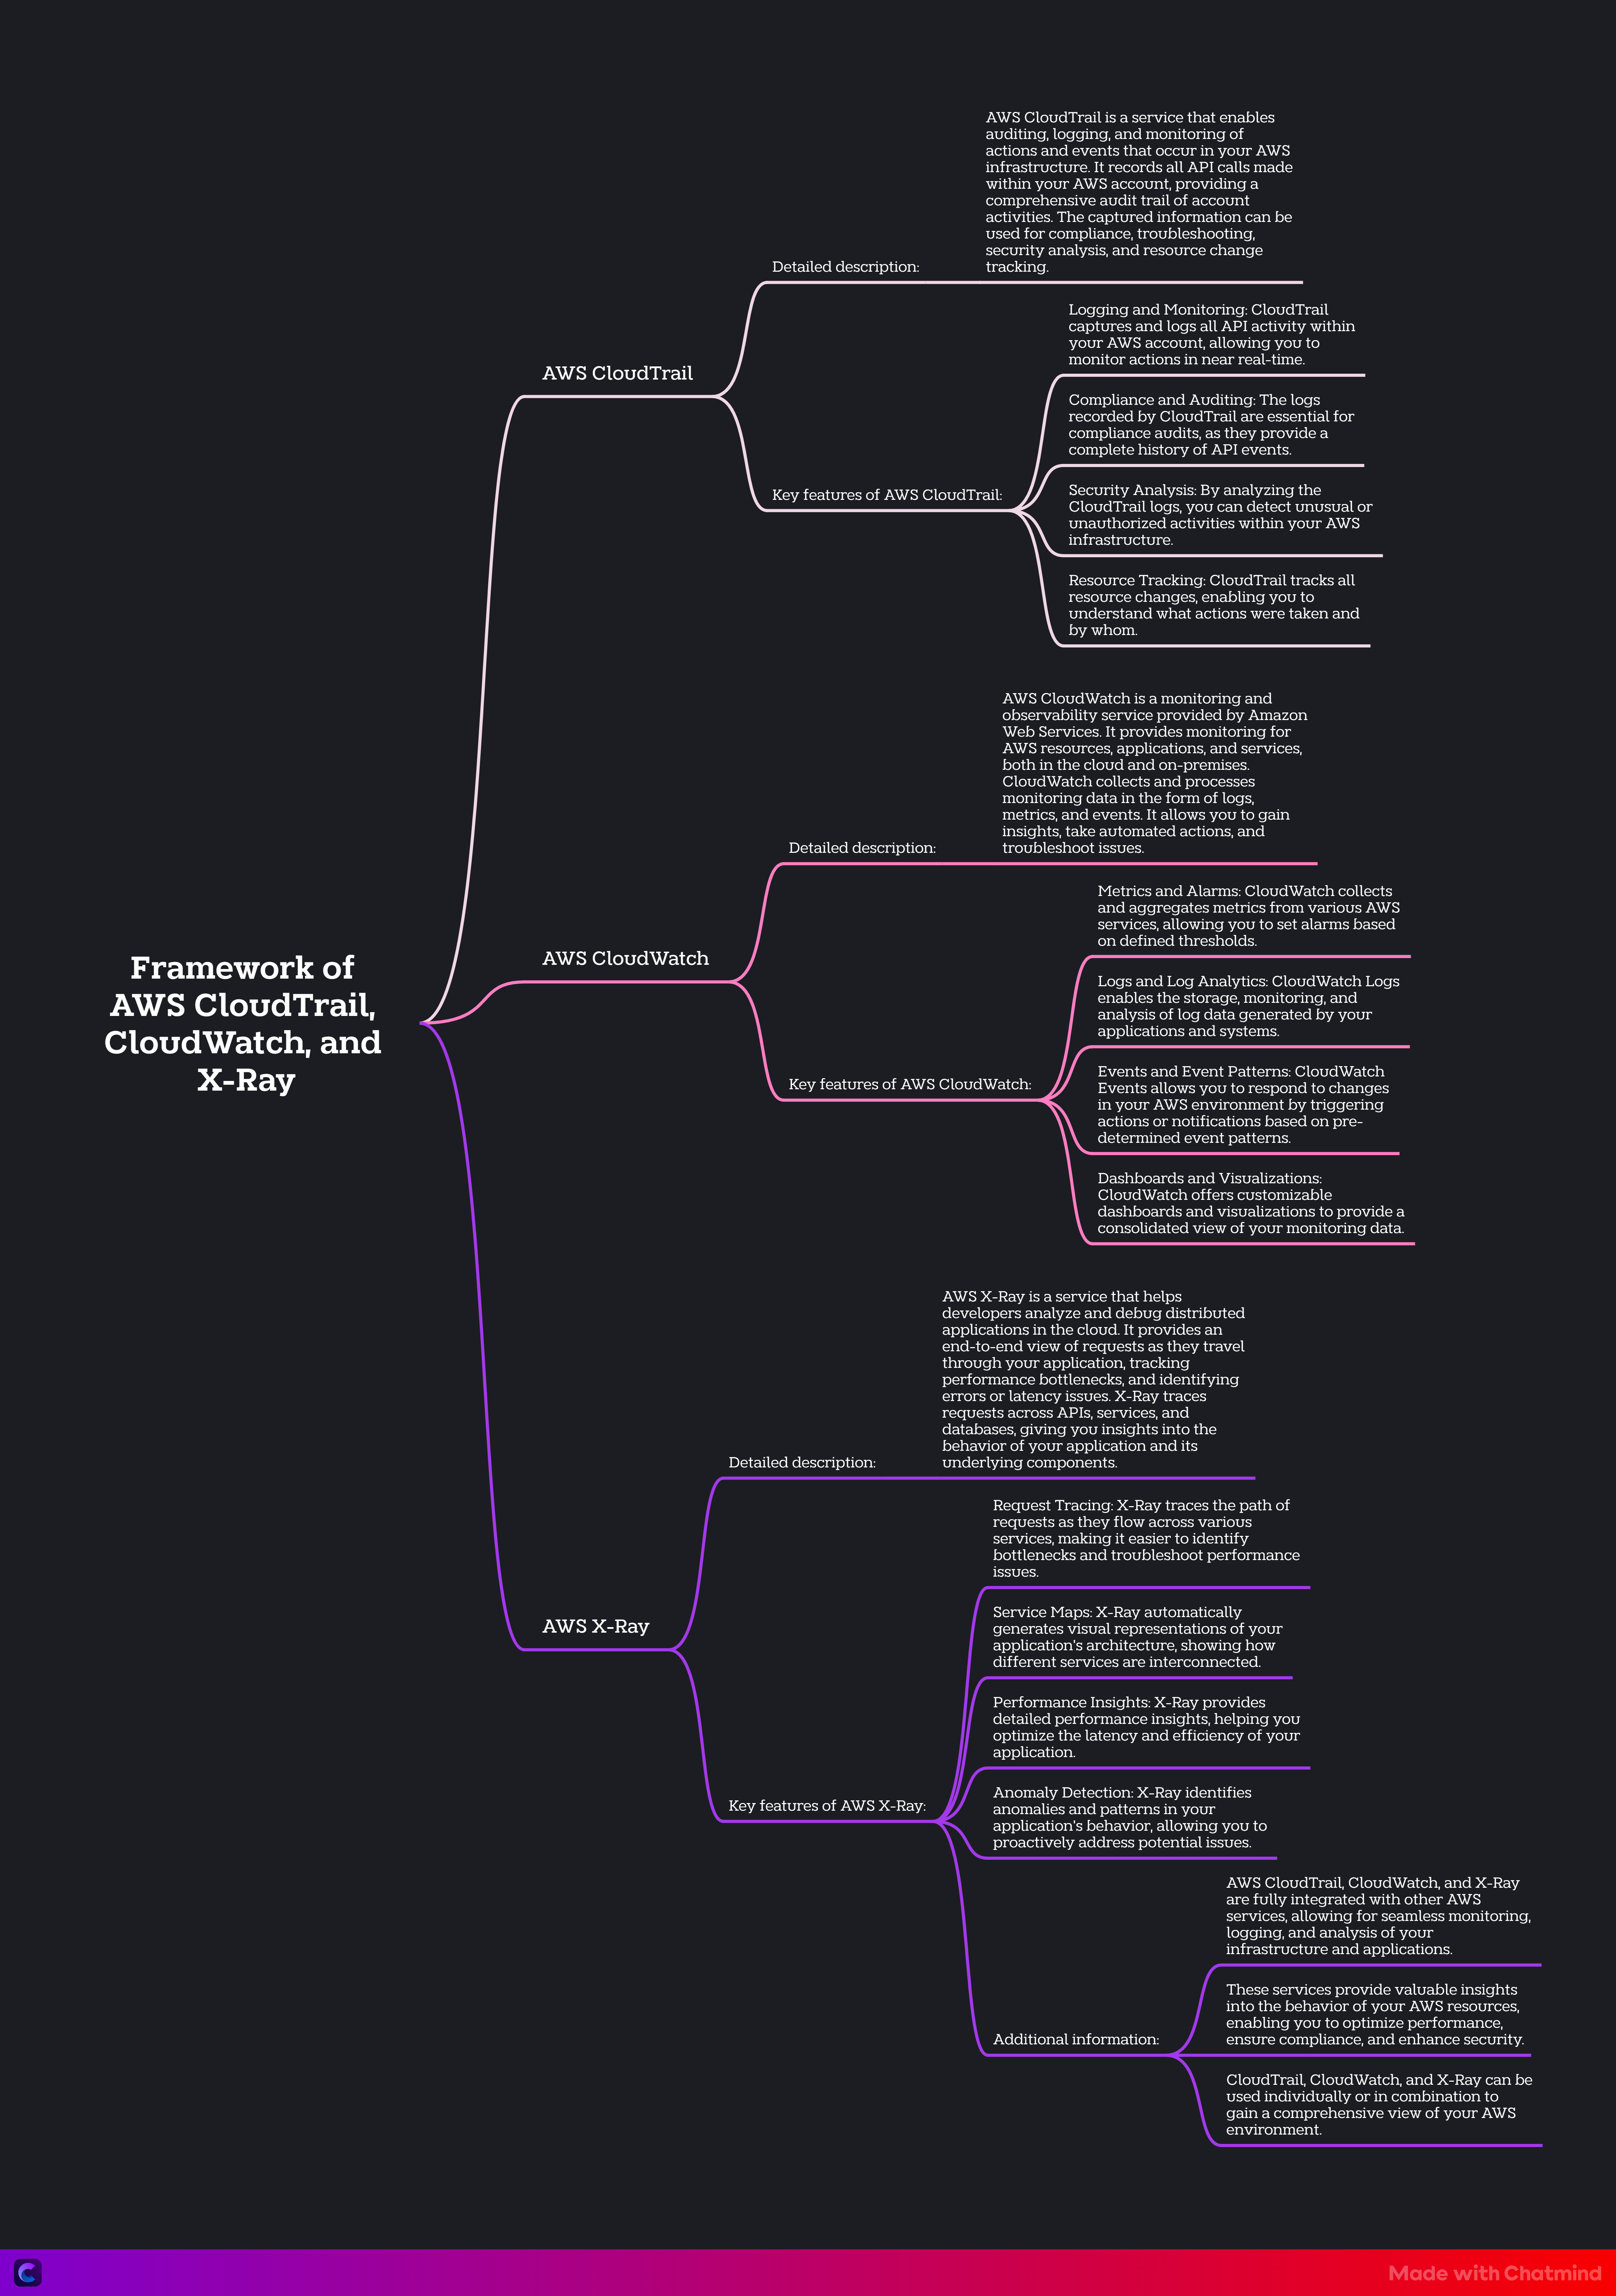 Framework of
AWS CloudTrail,
CloudWatch, and
X-Ray
AWS CloudTrail
Detailed description:
AWS CloudTrail is a service that enables
auditing, logging, and monitoring of
actions and events that occur in your AWS
infrastructure. It records all API calls made
within your AWS account, providing a
comprehensive audit trail of account
activities. The captured information can be
used for compliance, troubleshooting,
security analysis, and resource change
tracking.
Key features of AWS CloudTrail:
Logging and Monitoring: CloudTrail
captures and logs all API activity within
your AWS account, allowing you to
monitor actions in near real-time.
Compliance and Auditing: The logs
recorded by CloudTrail are essential for
compliance audits, as they provide a
complete history of API events.
Security Analysis: By analyzing the
CloudTrail logs, you can detect unusual or
unauthorized activities within your AWS
infrastructure.
Resource Tracking: CloudTrail tracks all
resource changes, enabling you to
understand what actions were taken and
by whom.
AWS CloudWatch
Detailed description:
AWS CloudWatch is a monitoring and
observability service provided by Amazon
Web Services. It provides monitoring for
AWS resources, applications, and services,
both in the cloud and on-premises.
CloudWatch collects and processes
monitoring data in the form of logs,
metrics, and events. It allows you to gain
insights, take automated actions, and
troubleshoot issues.
Key features of AWS CloudWatch:
Metrics and Alarms: CloudWatch collects
and aggregates metrics from various AWS
services, allowing you to set alarms based
on defined thresholds.
Logs and Log Analytics: CloudWatch Logs
enables the storage, monitoring, and
analysis of log data generated by your
applications and systems.
Events and Event Patterns: CloudWatch
Events allows you to respond to changes
in your AWS environment by triggering
actions or notifications based on pre-
determined event patterns.
Dashboards and Visualizations:
CloudWatch offers customizable
dashboards and visualizations to provide a
consolidated view of your monitoring data.
AWS X-Ray
Detailed description:
AWS X-Ray is a service that helps
developers analyze and debug distributed
applications in the cloud. It provides an
end-to-end view of requests as they travel
through your application, tracking
performance bottlenecks, and identifying
errors or latency issues. X-Ray traces
requests across APIs, services, and
databases, giving you insights into the
behavior of your application and its
underlying components.
Key features of AWS X-Ray:
Request Tracing: X-Ray traces the path of
requests as they flow across various
services, making it easier to identify
bottlenecks and troubleshoot performance
issues.
Service Maps: X-Ray automatically
generates visual representations of your
application's architecture, showing how
different services are interconnected.
Performance Insights: X-Ray provides
detailed performance insights, helping you
optimize the latency and efficiency of your
application.
Anomaly Detection: X-Ray identifies
anomalies and patterns in your
application's behavior, allowing you to
proactively address potential issues.
Additional information:
AWS CloudTrail, CloudWatch, and X-Ray
are fully integrated with other AWS
services, allowing for seamless monitoring,
logging, and analysis of your
infrastructure and applications.
These services provide valuable insights
into the behavior of your AWS resources,
enabling you to optimize performance,
ensure compliance, and enhance security.
CloudTrail, CloudWatch, and X-Ray can be
used individually or in combination to
gain a comprehensive view of your AWS
environment.
Made with Chatmind